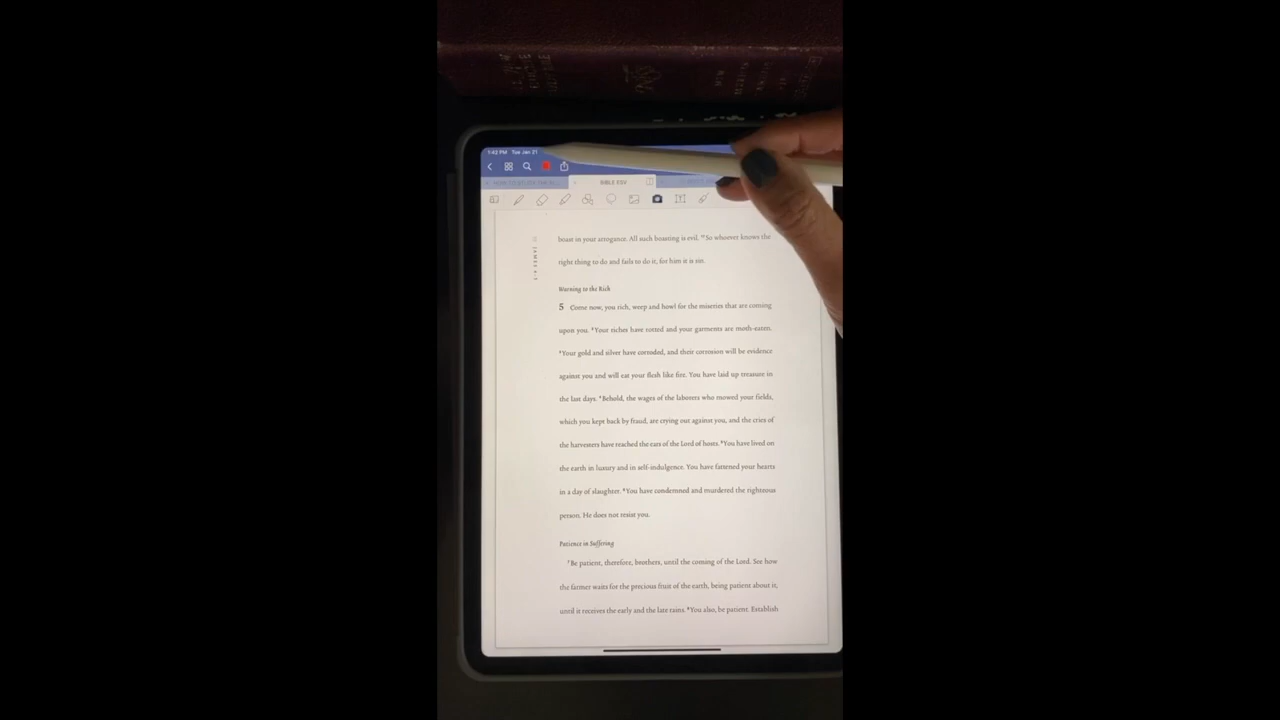 1:43 PM Tue Jan 21
BIBLE ESV
JAMES 4:
boast in your arrogance. All such boasting is evil. ¹⁷So whoever knows the
right thing to do and fails to do it, for him it is sin.
Warning to the Rich
5 Come now, you rich, weep and howl for the miseries that are coming
upon you. ²Your riches have rotted and your garments are moth-eaten.
³Your gold and silver have corroded, and their corrosion will be evidence
against you and will eat your flesh like fire. You have laid up treasure in
the last days. ⁴Behold, the wages of the laborers who mowed your fields,
which you kept back by fraud, are crying out against you, and the cries of
the harvesters have reached the ears of the Lord of hosts. ⁵You have lived on
the earth in luxury and in self-indulgence. You have fattened your hearts
in a day of slaughter. ⁶You have condemned and murdered the righteous
person. He does not resist you.
Patience in Suffering
⁷Be patient, therefore, brothers, until the coming of the Lord. See how
the farmer waits for the precious fruit of the earth, being patient about it,
until it receives the early and the late rains. ⁸You also, be patient. Establish